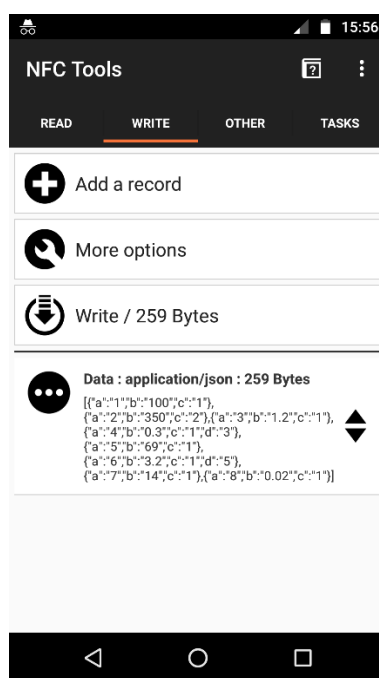 15:56
NFC Tools
READ WRITE OTHER TASKS
Add a record
More options
Write / 259 Bytes
Data : application/json : 259 Bytes
[{"a":"1","b":"100","c":"1"},
{"a":"2","b":"350","c":"2"},{"a":"3","b":"1.2","c":"1"},
{"a":"4","b":"0.3","c":"1","d":"3"},
{"a":"5","b":"69","c":"1"},
{"a":"6","b":"3.2","c":"1","d":"5"},
{"a":"7","b":"14","c":"1"},{"a":"8","b":"0.02","c":"1"}]